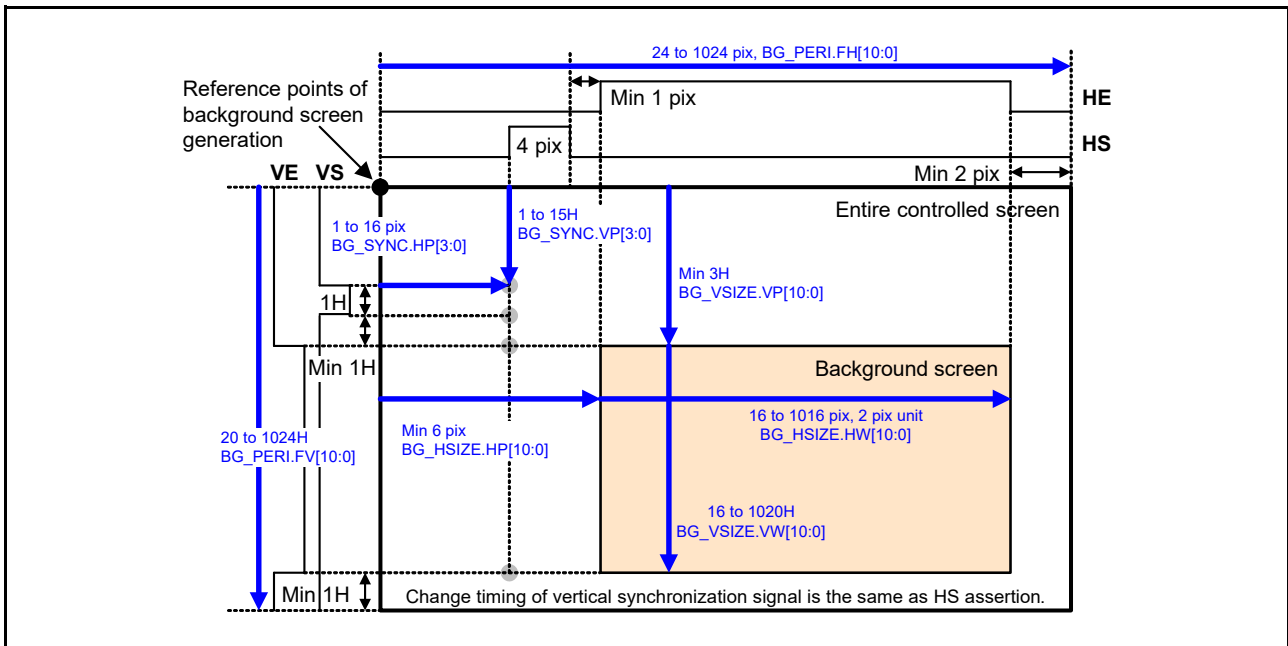 24 to 1024 pix, BG_PERI.FH[10:0]
Reference points of
background screen
generation
Min 1 pix
HE
4 pix
HS
VE
VS
Min 2 pix
Entire controlled screen
1 to 16 pix
BG_SYNC.HP[3:0]
1 to 15H
BG_SYNC.VP[3:0]
Min 3H
BG_VSIZE.VP[10:0]
1H
Min 1H
Background screen
16 to 1016 pix, 2 pix unit
BG_HSIZE.HW[10:0]
Min 6 pix
BG_HSIZE.HP[10:0]
20 to 1024H
BG_PERI.FV[10:0]
16 to 1020H
BG_VSIZE.VW[10:0]
Min 1H
Change timing of vertical synchronization signal is the same as HS assertion.